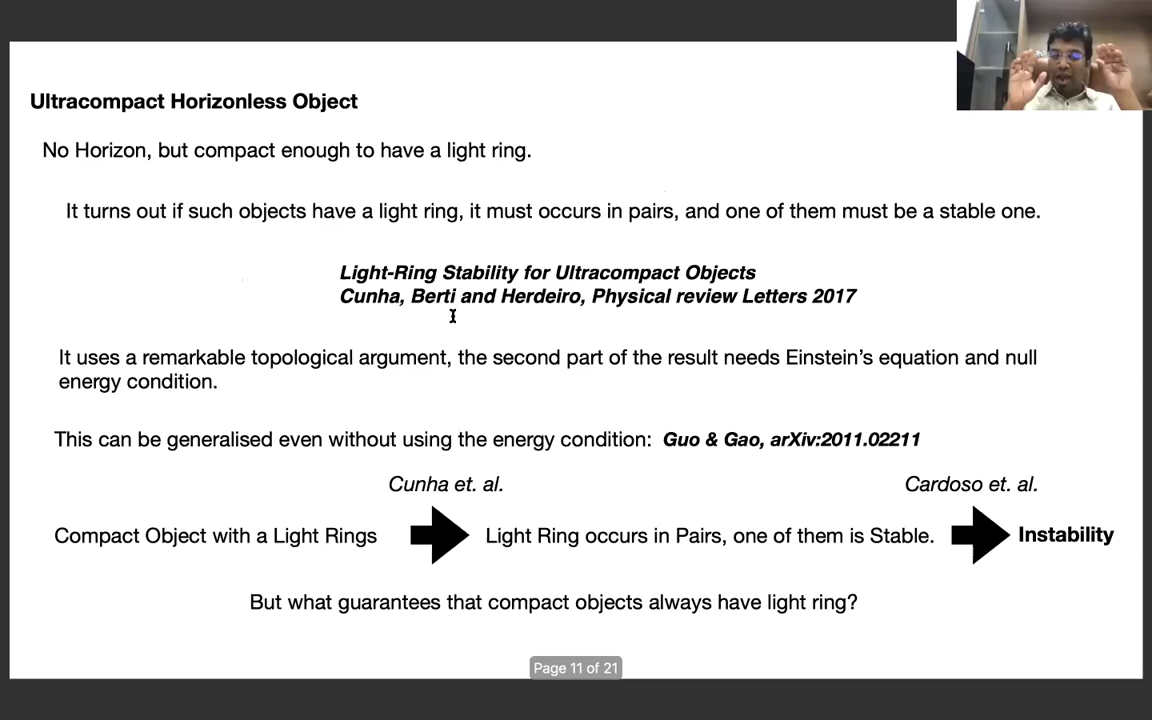 Ultracompact Horizonless Object
No Horizon, but compact enough to have a light ring.
It turns out if such objects have a light ring, it must occurs in pairs, and one of them must be a stable one.
Light-Ring Stability for Ultracompact Objects
Cunha, Berti and Herdeiro, Physical review Letters 2017
It uses a remarkable topological argument, the second part of the result needs Einstein’s equation and null
energy condition.
This can be generalised even without using the energy condition: Guo & Gao, arXiv:2011.02211
Cunha et. al.
Cardoso et. al.
Compact Object with a Light Rings
Light Ring occurs in Pairs, one of them is Stable.
Instability
But what guarantees that compact objects always have light ring?
Page 11 of 21